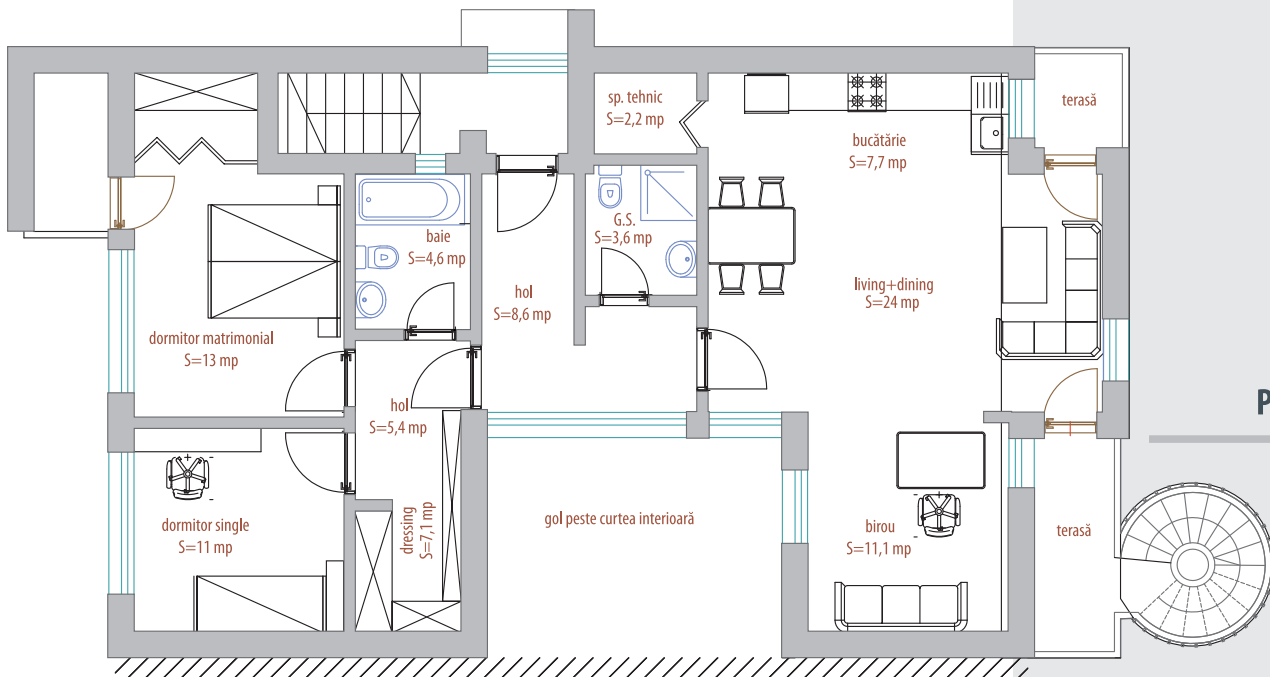 sp. tehnic
S=2,2 mp
terasă
bucătărie
S=7,7 mp
G.S.
S=3,6 mp
baie
S=4,6 mp
hol
S=8,6 mp
living+dining
S=24 mp
dormitor matrimonial
S=13 mp
hol
S=5,4 mp
P
dormitor single
S=11 mp
dressing
S=7,1 mp
gol peste curtea interioară
birou
S=11,1 mp
terasă